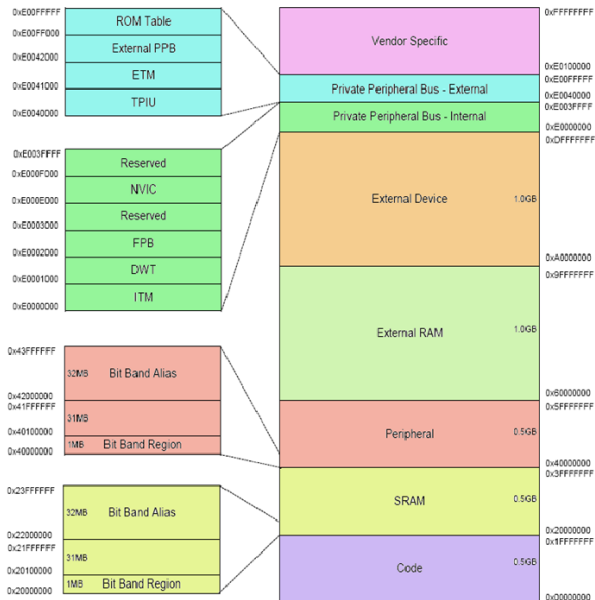 0xE00FFFFF
ROM Table
0xE00FF000
External PPB
0xE0042000
ETM
0xE0041000
TPIU
0xE0040000
0xE003FFFF
Reserved
0xE000F000
NVIC
0xE000E000
Reserved
0xE0003000
FPB
0xE0002000
DWT
0xE0001000
ITM
0xE0000000
0x43FFFFFF
32MB Bit Band Alias
0x42000000
0x41FFFFFF
31MB
0x40100000
1MB Bit Band Region
0x40000000
0x23FFFFFF
32MB Bit Band Alias
0x22000000
0x21FFFFFF
31MB
0x20100000
1MB Bit Band Region
0x20000000
0xFFFFFFFF
Vendor Specific
0xE0100000
0xE00FFFFF
Private Peripheral Bus - External
0xE0040000
0xE003FFFF
Private Peripheral Bus - Internal
0xE0000000
0xDFFFFFFF
External Device 1.0GB
0xA0000000
0x9FFFFFFF
External RAM 1.0GB
0x60000000
0x5FFFFFFF
Peripheral 0.5GB
0x40000000
0x3FFFFFFF
SRAM 0.5GB
0x20000000
0x1FFFFFFF
Code 0.5GB
0x00000000